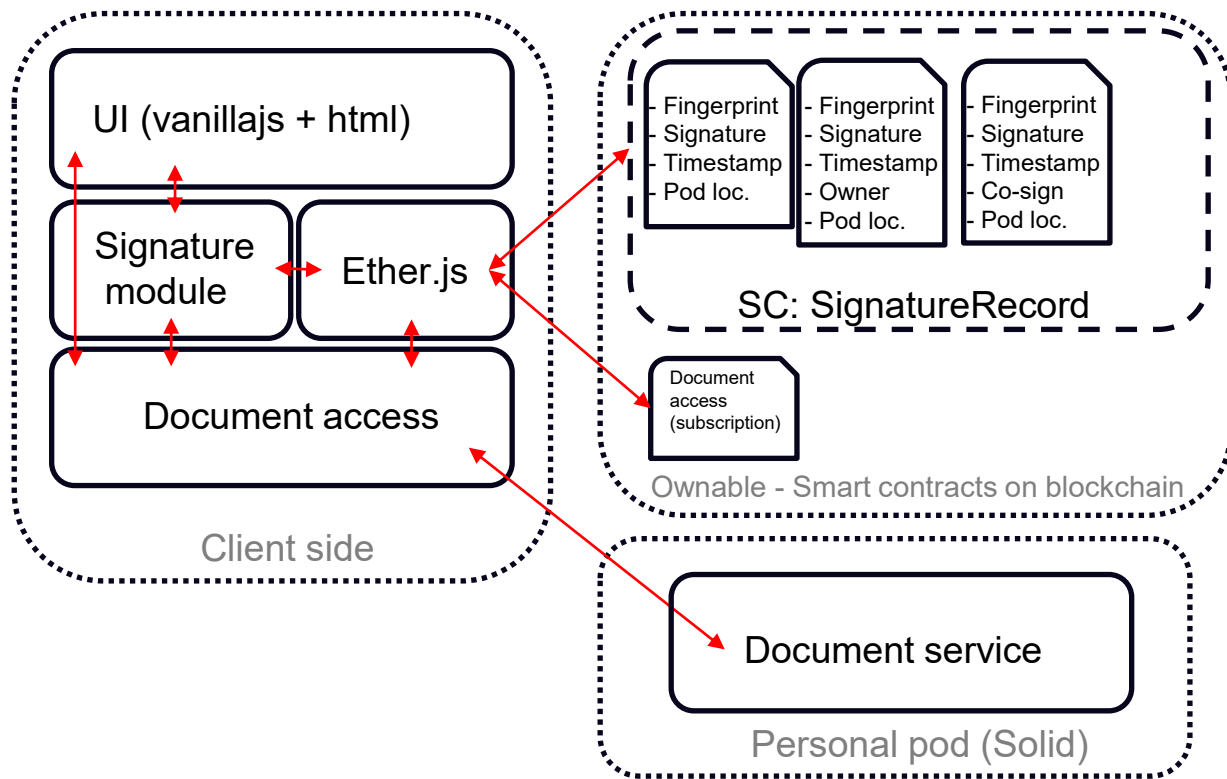 UI (vanillajs + html)
Signature
module
Ether.js
Document access
Client side
- Fingerprint
- Signature
- Timestamp
- Pod loc.
- Fingerprint
- Signature
- Timestamp
- Owner
- Pod loc.
- Fingerprint
- Signature
- Timestamp
- Co-sign
- Pod loc.
SC: SignatureRecord
Document
access
(subscription)
Ownable - Smart contracts on blockchain
Document service
Personal pod (Solid)